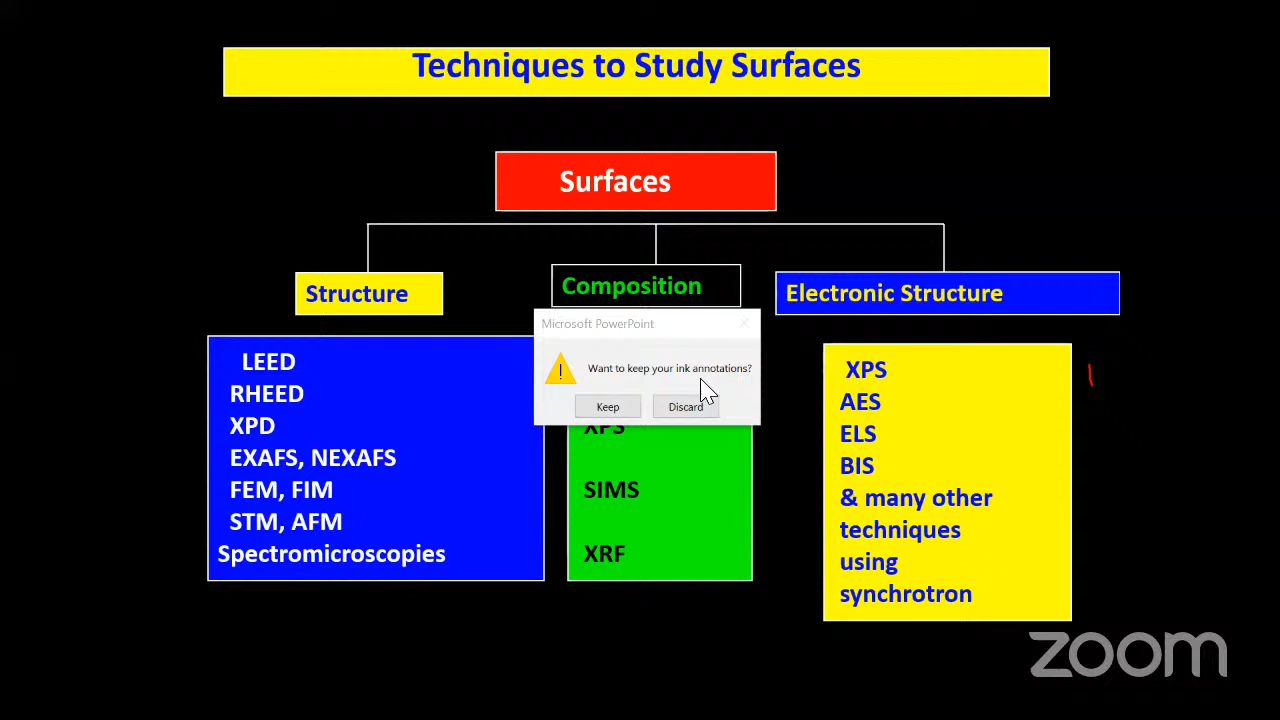 Techniques to Study Surfaces
Surfaces
Structure
Composition
Electronic Structure
LEED
RHEED
XPD
EXAFS, NEXAFS
FEM, FIM
STM, AFM
Spectromicroscopies
Microsoft PowerPoint
Want to keep your ink annotations?
Keep
Discard
XPS
SIMS
XRF
XPS
AES
ELS
BIS
& many other
techniques
using
synchrotron
zoom